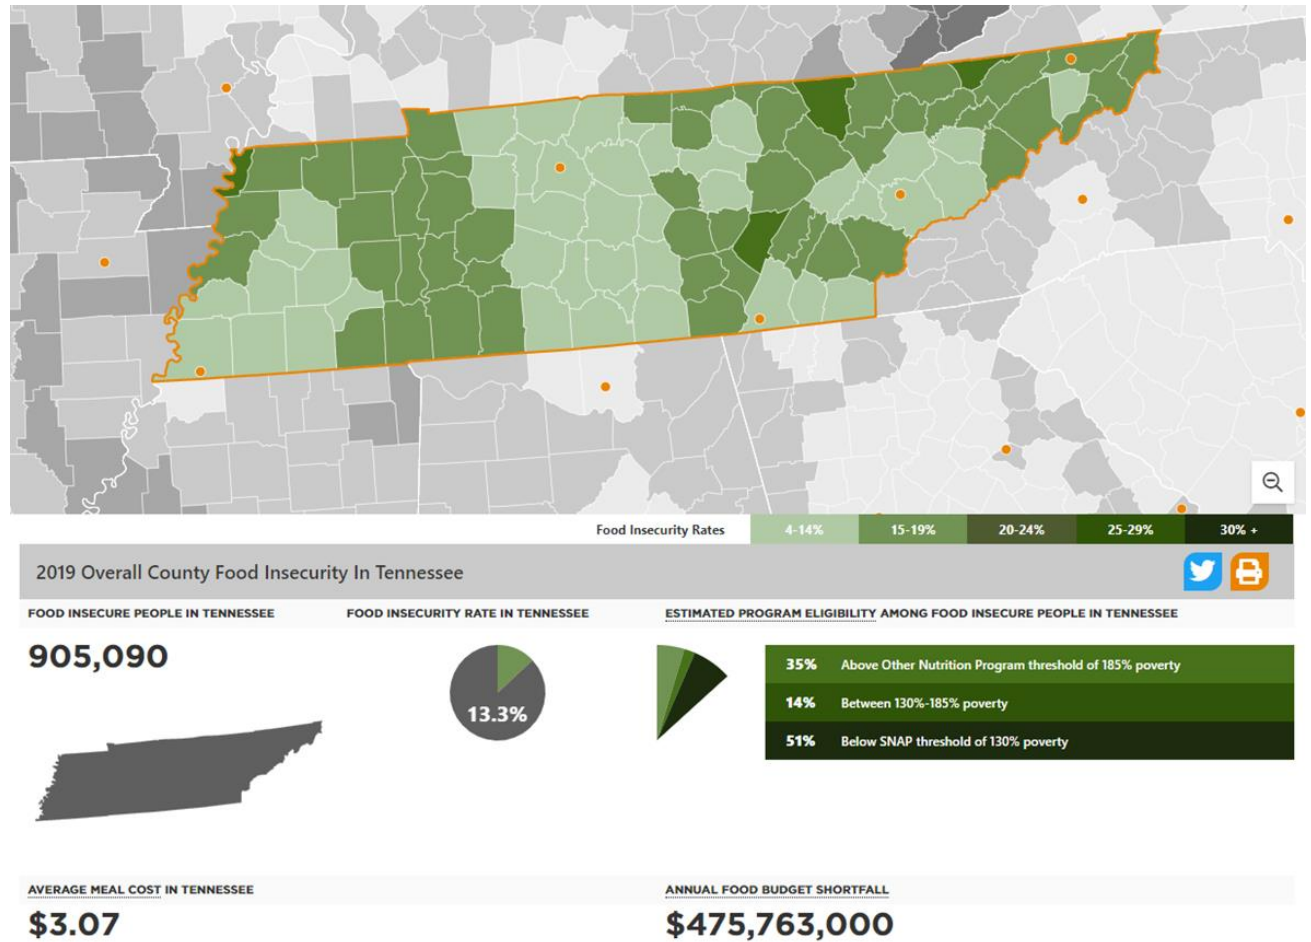 Food Insecurity Rates 4-14% 15-19% 20-24% 25-29% 30% +
2019 Overall County Food Insecurity In Tennessee
FOOD INSECURE PEOPLE IN TENNESSEE
905,090
FOOD INSECURITY RATE IN TENNESSEE
13.3%
ESTIMATED PROGRAM ELIGIBILITY AMONG FOOD INSECURE PEOPLE IN TENNESSEE
35% Above Other Nutrition Program threshold of 185% poverty
14% Between 130%-185% poverty
51% Below SNAP threshold of 130% poverty
AVERAGE MEAL COST IN TENNESSEE
$3.07
ANNUAL FOOD BUDGET SHORTFALL
$475,763,000